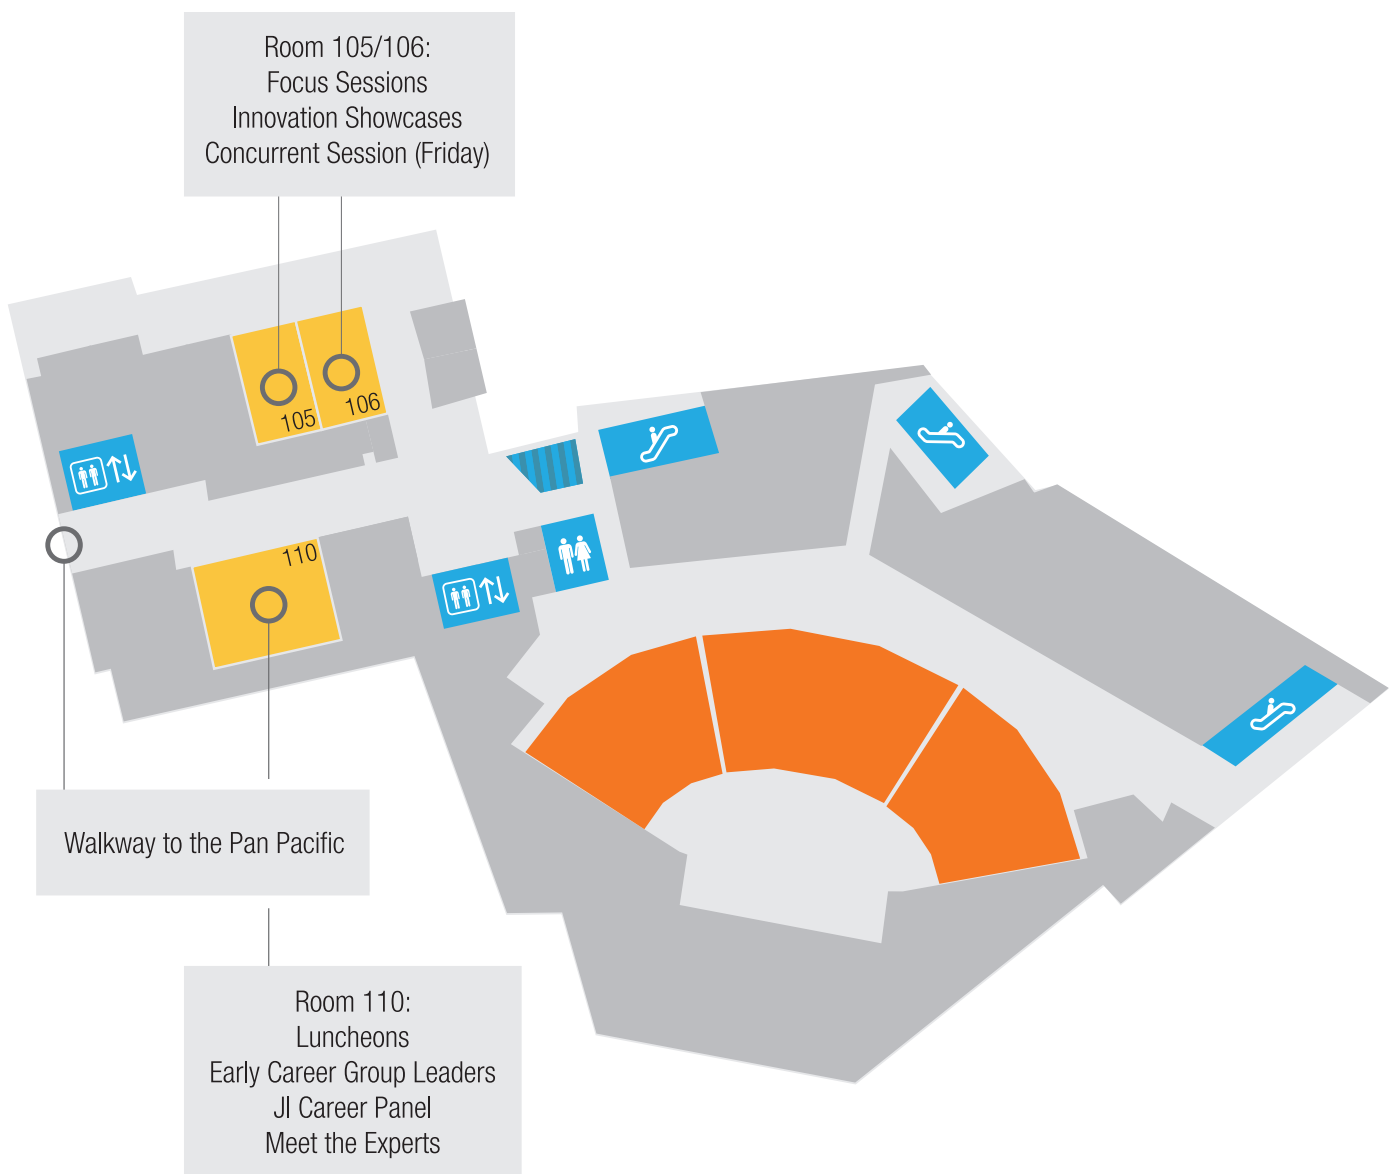 Room 105/106:
Focus Sessions
Innovation Showcases
Concurrent Session (Friday)
105
106
110
Walkway to the Pan Pacific
Room 110:
Luncheons
Early Career Group Leaders
JI Career Panel
Meet the Experts